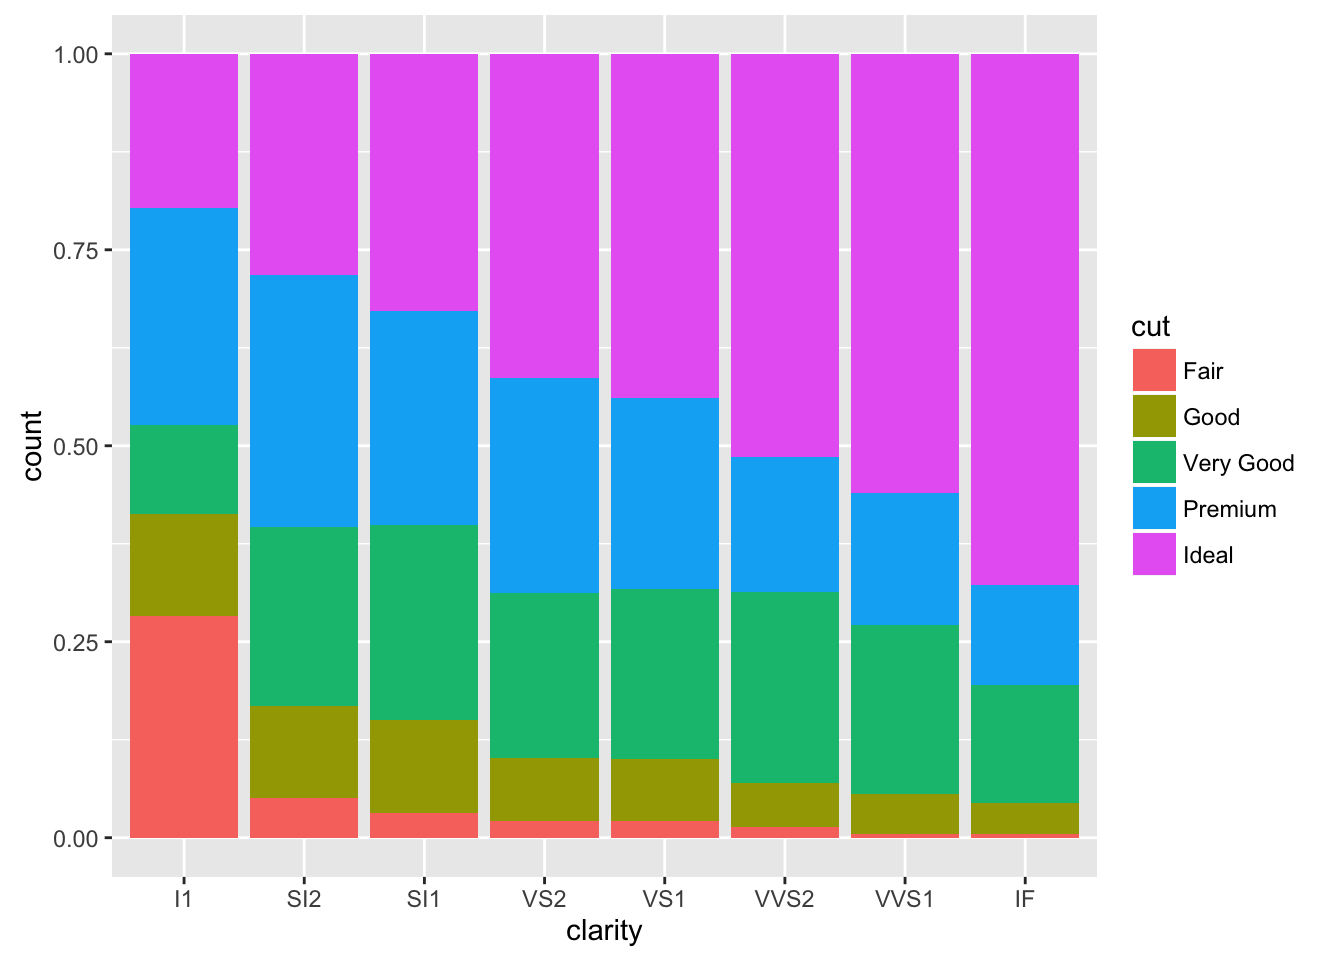 1.00
0.75
0.50
0.25
0.00
count
I1 SI2 SI1 VS2 VS1 VVS2 VVS1 IF
clarity
cut
Fair
Good
Very Good
Premium
Ideal